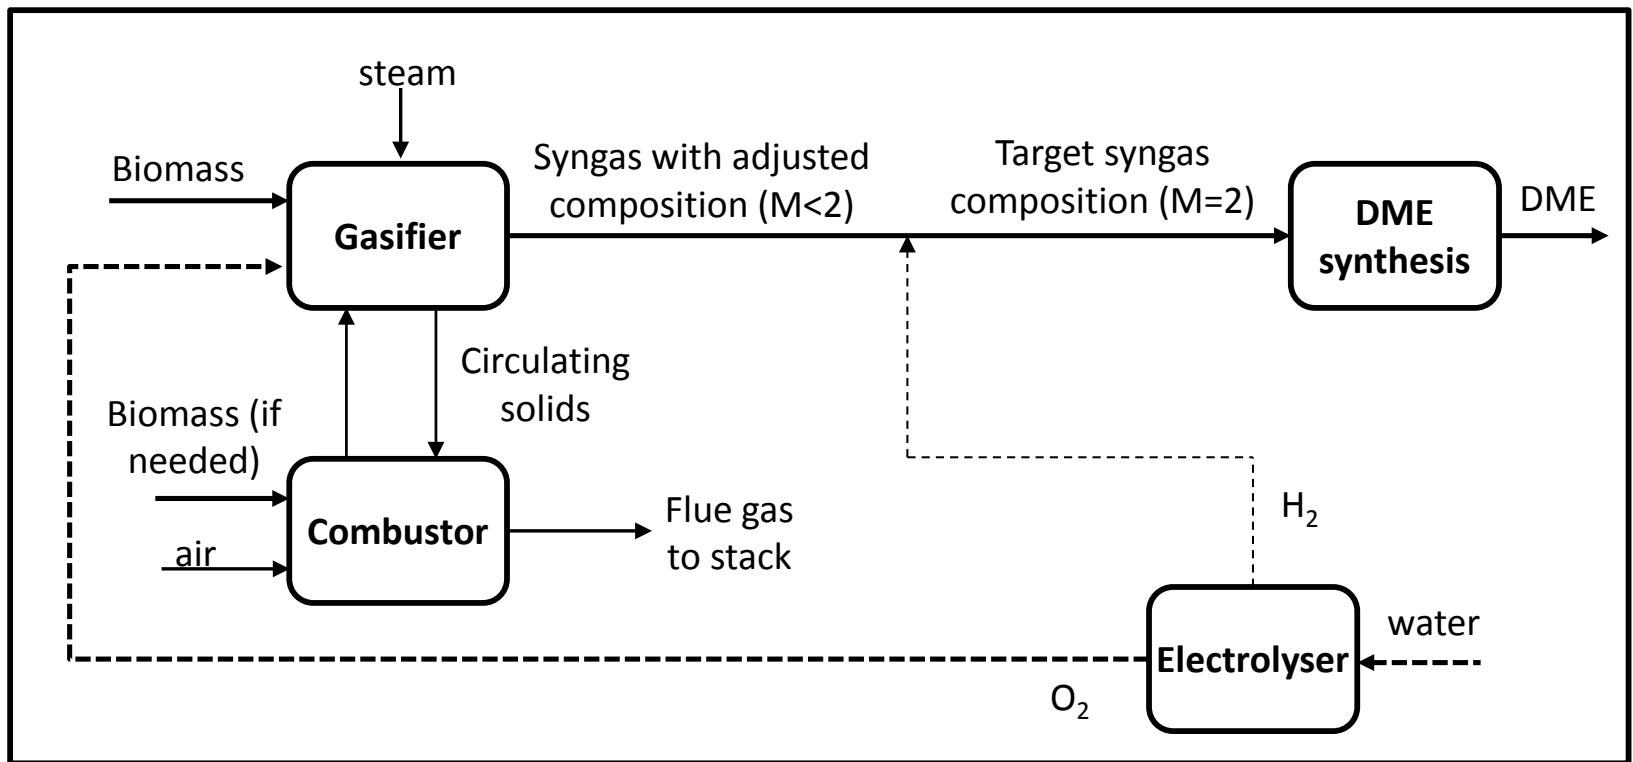 steam
Biomass
Gasifier
Syngas with adjusted
composition (M<2)
Target syngas
composition (M=2)
DME
synthesis
DME
Circulating
solids
Biomass (if
needed)
air
Combustor
Flue gas
to stack
H₂
water
Electrolyser
O₂